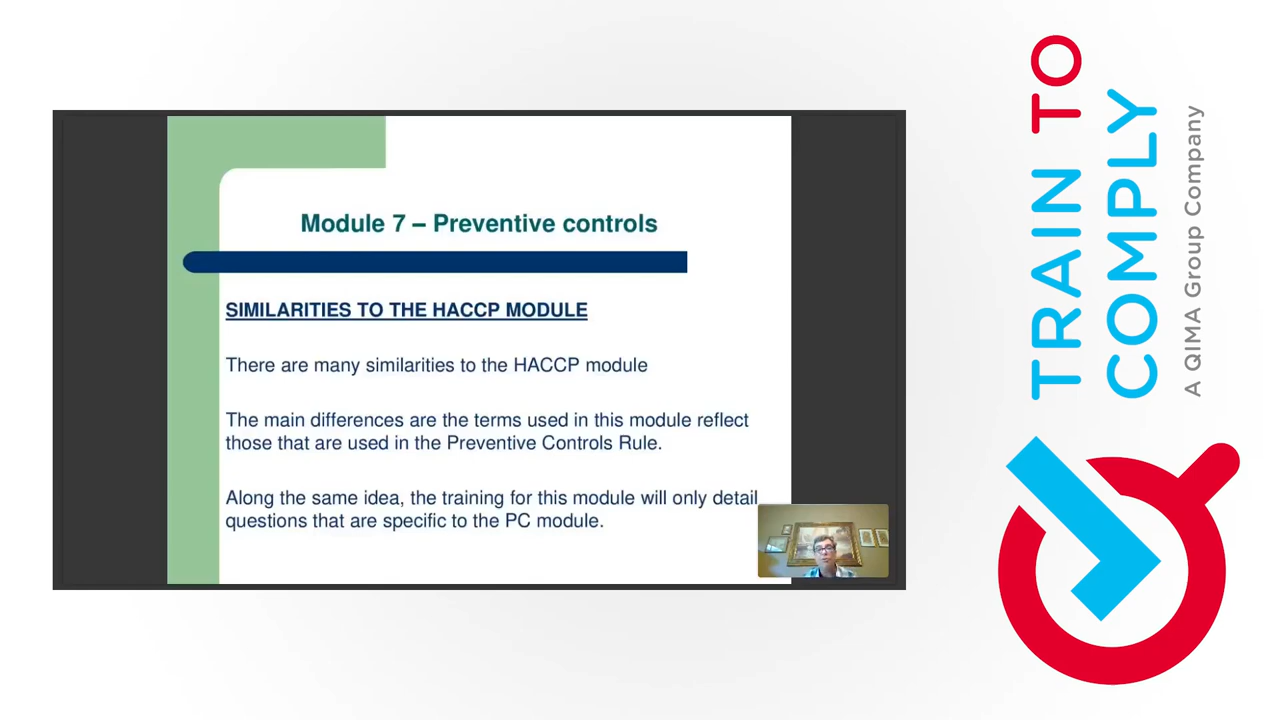 Module 7 – Preventive controls
SIMILARITIES TO THE HACCP MODULE
There are many similarities to the HACCP module
The main differences are the terms used in this module reflect
those that are used in the Preventive Controls Rule.
Along the same idea, the training for this module will only detail
questions that are specific to the PC module.
TRAIN TO
COMPLY
A QIMA Group Company